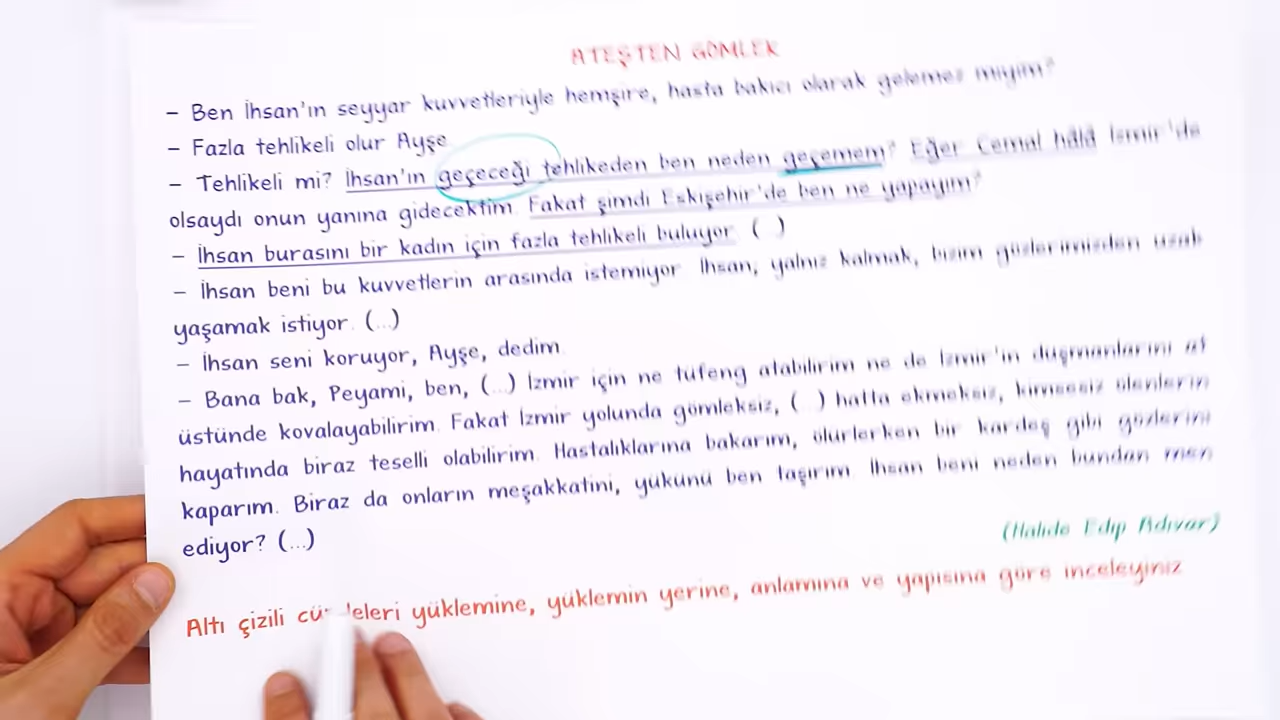 ATEŞTEN GÖMLEK
– Ben İhsan'ın seyyar kuvvetleriyle hemşire, hasta bakıcı olarak gelemez miyim?
– Fazla tehlikeli olur Ayşe.
– Tehlikeli mi? İhsan'ın geçeceği tehlikeden ben neden geçemem? Eğer Cemal hâlâ İzmir'de
olsaydı onun yanına gidecektim. Fakat şimdi Eskişehir'de ben ne yapayım?
– İhsan burasını bir kadın için fazla tehlikeli buluyor. (...)
– İhsan beni bu kuvvetlerin arasında istemiyor. İhsan, yalnız kalmak, bizim gözlerimizden uzak
yaşamak istiyor. (...)
– İhsan seni koruyor, Ayşe, dedim.
– Bana bak, Peyami, ben, (...) İzmir için ne tüfeng atabilirim ne de İzmir'in düşmanlarını at
üstünde kovalayabilirim. Fakat İzmir yolunda gömleksiz, (...) hatta ekmeksiz, kimsesiz ölenlerin
hayatında biraz teselli olabilirim. Hastalıklarına bakarım, ölürlerken bir kardeş gibi gözlerini
kaparım. Biraz da onların meşakkatini, yükünü ben taşırım. İhsan beni neden bundan men
ediyor? (...)
(Halide Edip Adıvar)
Altı çizili yüklemine, yüklemin yerine, anlamına ve yapısına göre inceleyiniz